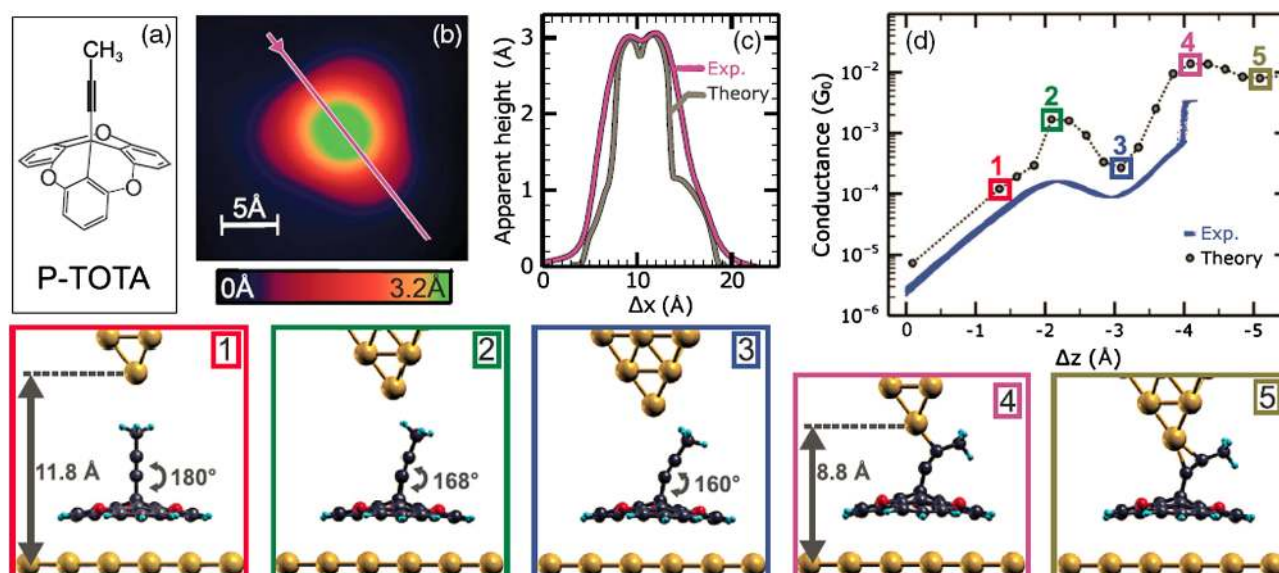 (a)
CH₃
O
O
O
P-TOTA
(b)
5Å
0Å 3.2Å
(c)
Apparent height (Å)
3
2
1
0
Exp.
Theory
0 10 20
Δx (Å)
(d)
Conductance (G₀)
10⁻²
10⁻³
10⁻⁴
10⁻⁵
10⁻⁶
1
2
3
4
5
Exp.
Theory
0 -1 -2 -3 -4 -5
Δz (Å)
1
11.8 Å
180°
2
168°
3
160°
4
8.8 Å
5